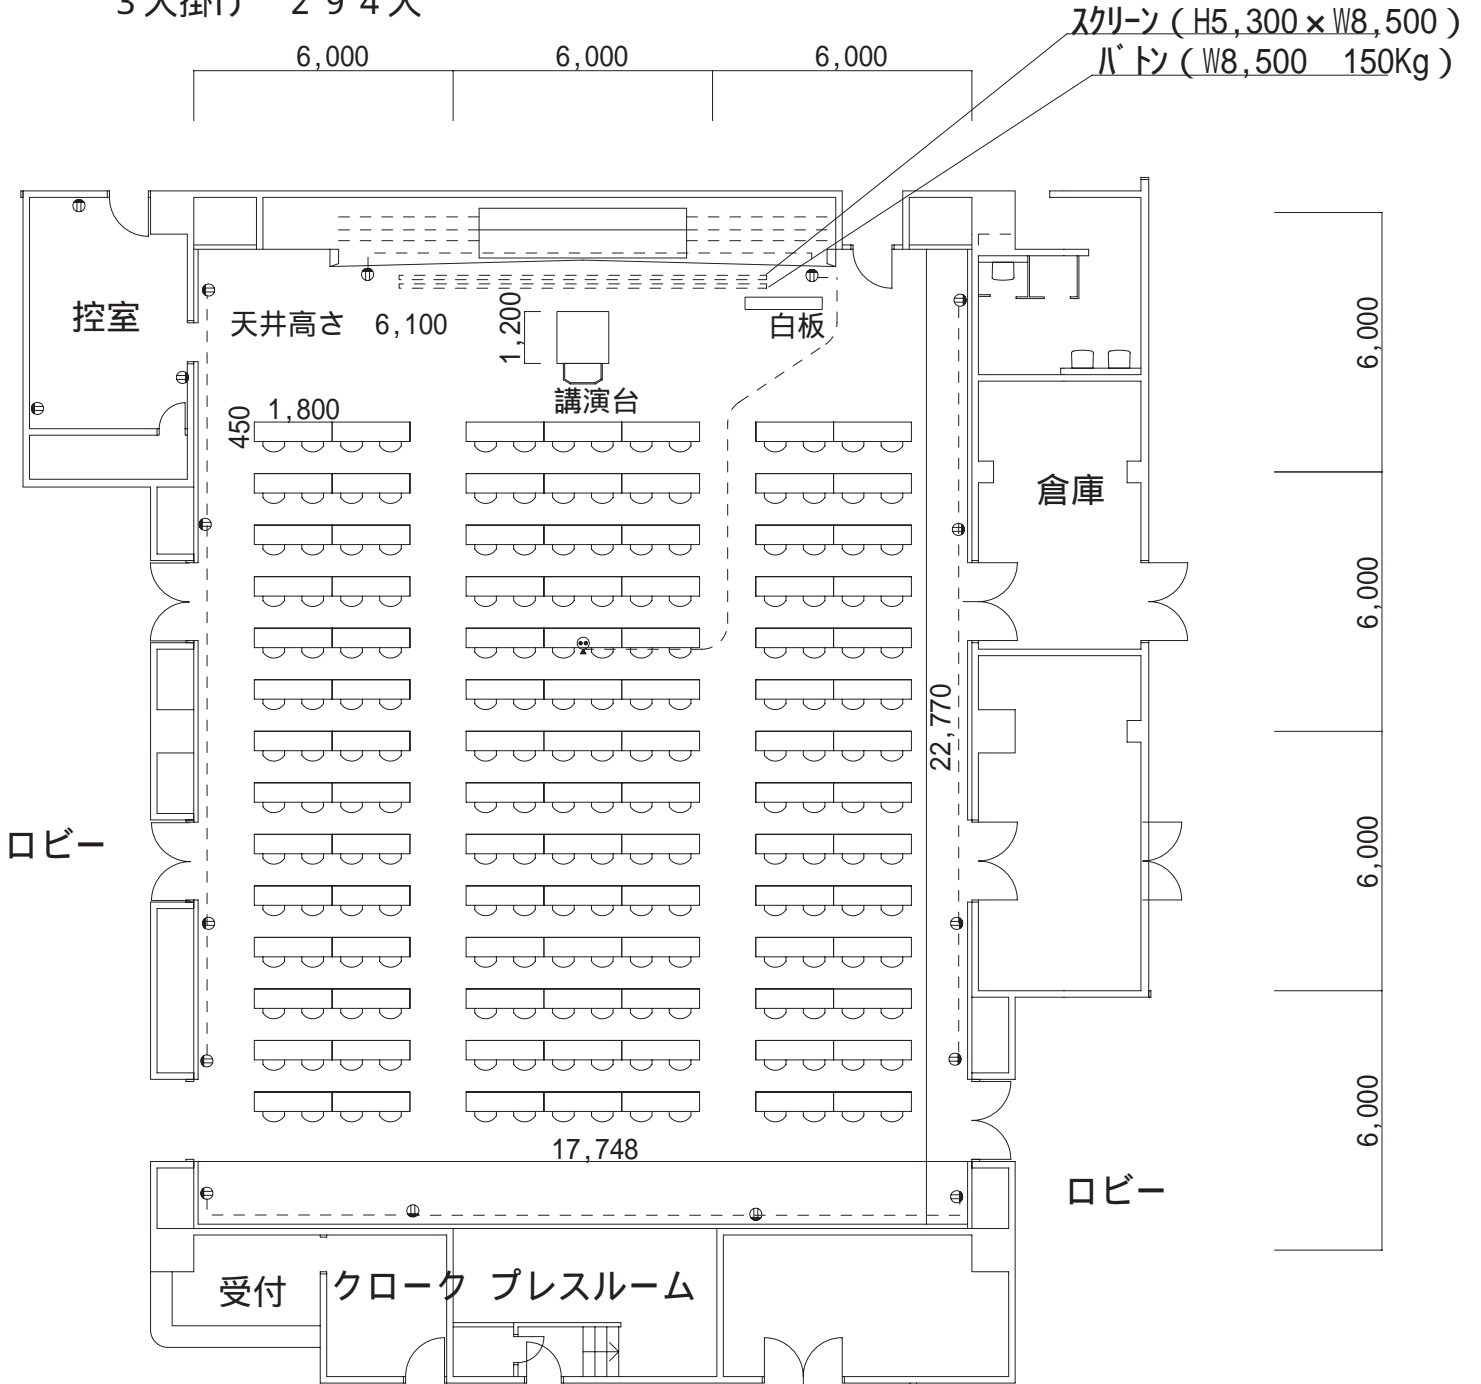 3人掛け 294人
スクリーン(H5,300×W8,500)
バトン(W8,500 150Kg)
6,000 6,000 6,000
控室
天井高さ 6,100
1,200
白板
講演台
6,000
450
1,800
倉庫
6,000
22,770
ロビー
6,000
17,748
6,000
ロビー
受付
クローク プレスルーム